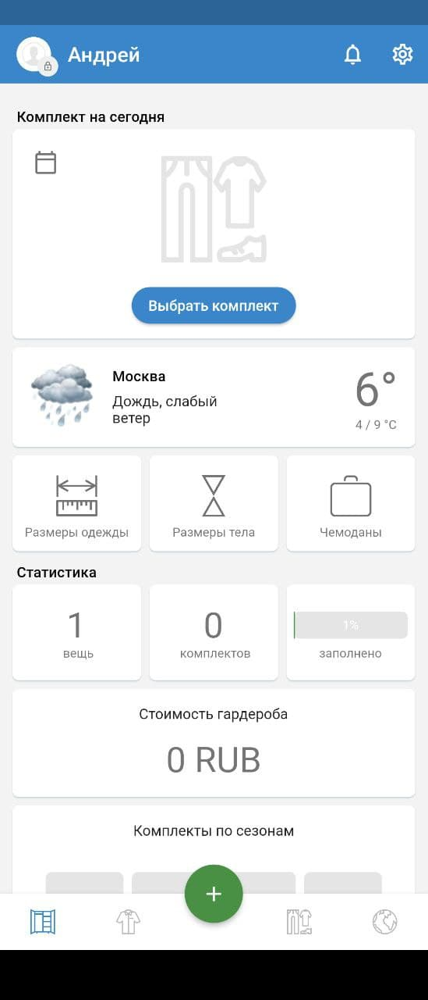 Андрей
Комплект на сегодня
Выбрать комплект
Москва
Дождь, слабый
ветер
6°
4 / 9 °C
Размеры одежды
Размеры тела
Чемоданы
Статистика
1
вещь
0
комплектов
1%
заполнено
Стоимость гардероба
0 RUB
Комплекты по сезонам